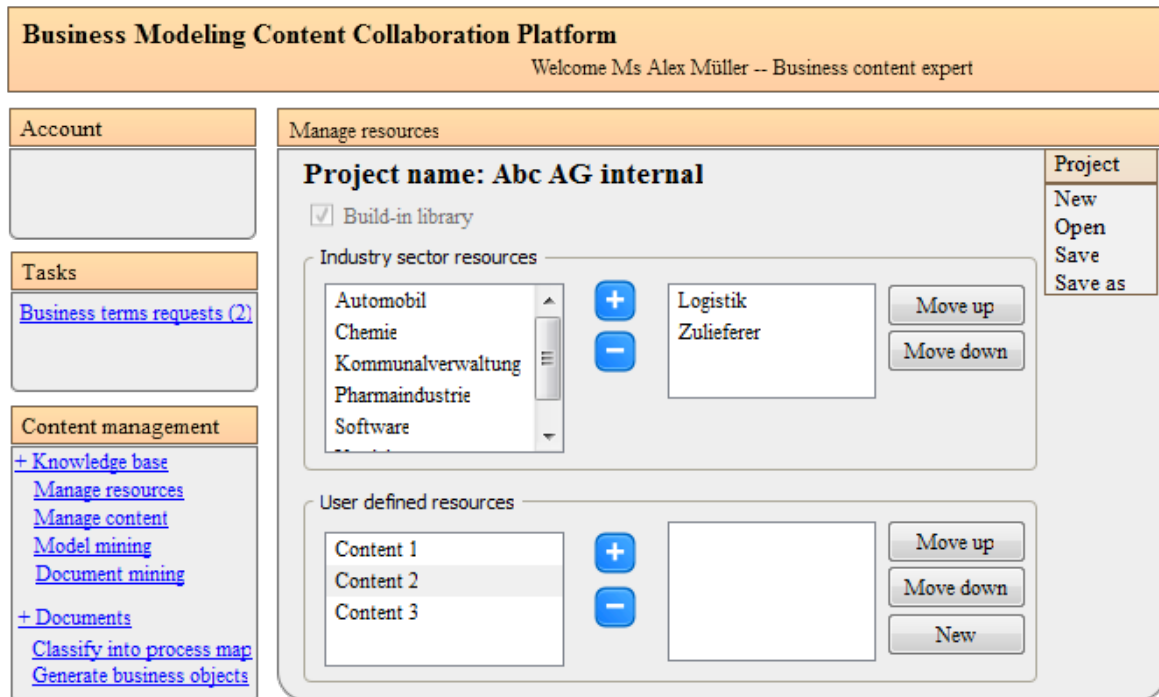 Business Modeling Content Collaboration Platform
Welcome Ms Alex Müller -- Business content expert
Account
Tasks
Business terms requests (2)
Content management
+ Knowledge base
Manage resources
Manage content
Model mining
Document mining
+ Documents
Classify into process map
Generate business objects
Manage resources
Project name: Abc AG internal
Build-in library
Industry sector resources
Automobil
Chemie
Kommunalverwaltung
Pharmaindustrie
Software
+
−
Logistik
Zulieferer
Move up
Move down
User defined resources
Content 1
Content 2
Content 3
+
−
Move up
Move down
New
Project
New
Open
Save
Save as